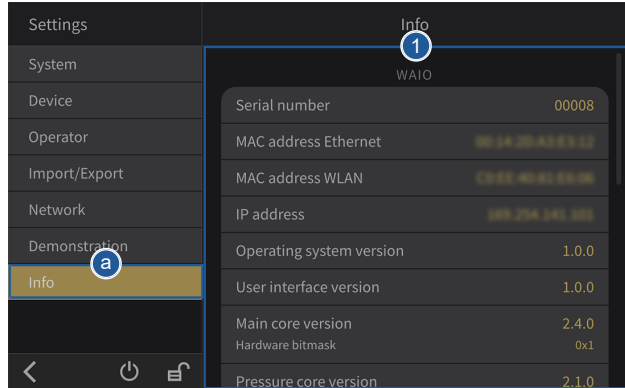 Settings
Info
System
Device
Operator
Import/Export
Network
Demonstration
a
Info
1
WAIO
Serial number 00008
MAC address Ethernet
MAC address WLAN
IP address
Operating system version 1.0.0
User interface version 1.0.0
Main core version 2.4.0
Hardware bitmask 0x1
Pressure core version 2.1.0